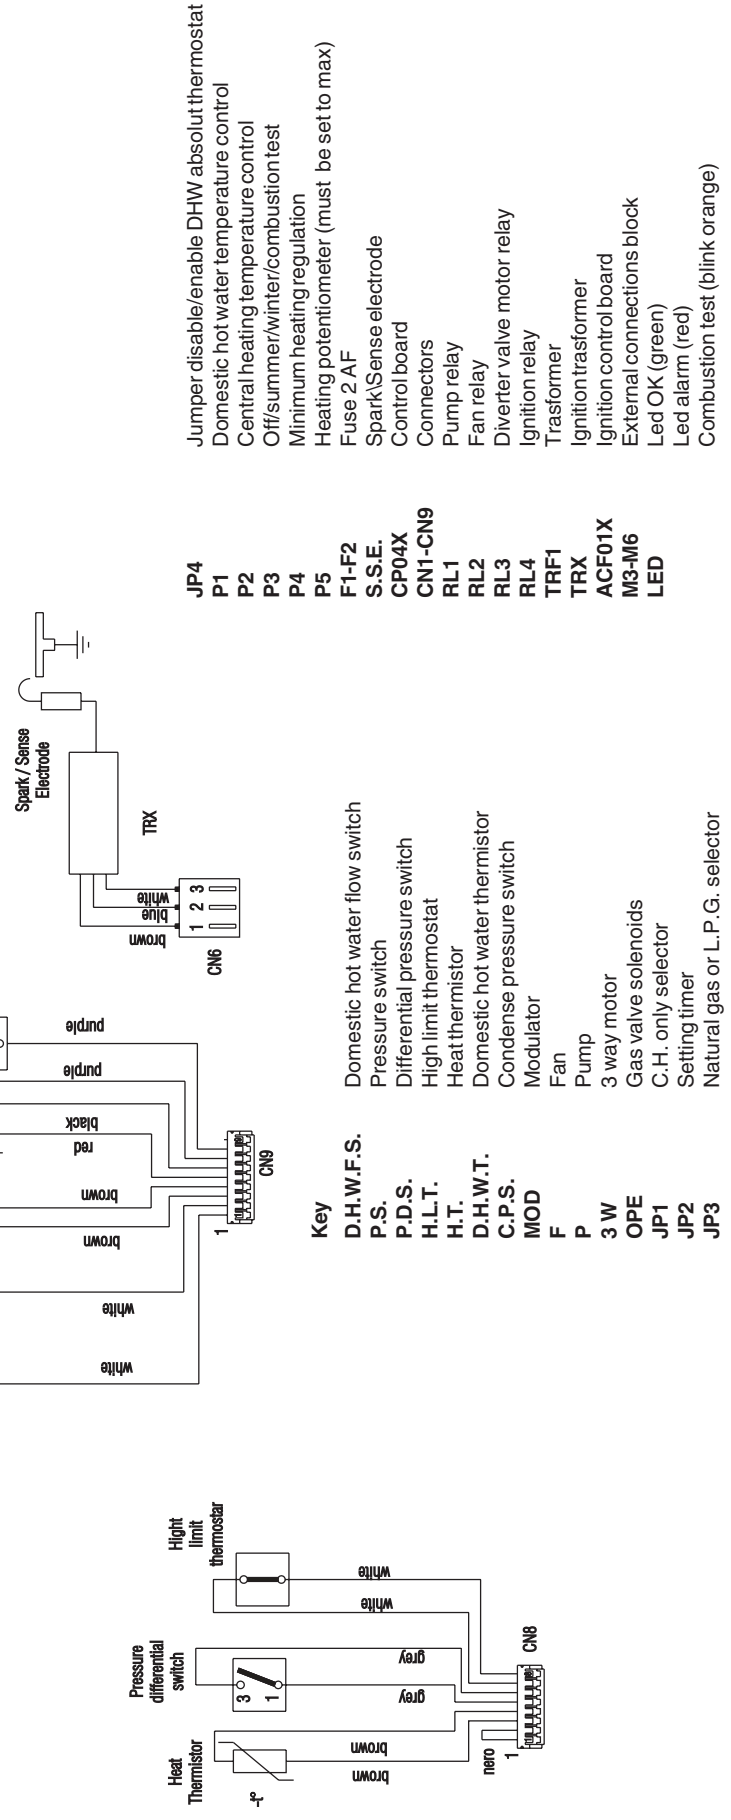 Heat
Thermistor
-t°
brown
brown
nero
1
Pressure
differential
switch
3
1
grey
grey
Hight
limit
thermostar
white
white
CN8
white
white
brown
brown
red
black
purple
purple
1
CN9
Spark / Sense
Electrode
TRX
brown
blue
white
1 2 3
CN6
Key
D.H.W.F.S. Domestic hot water flow switch
P.S. Pressure switch
P.D.S. Differential pressure switch
H.L.T. High limit thermostat
H.T. Heat thermistor
D.H.W.T. Domestic hot water thermistor
C.P.S. Condense pressure switch
MOD Modulator
F Fan
P Pump
3 W 3 way motor
OPE Gas valve solenoids
JP1 C.H. only selector
JP2 Setting timer
JP3 Natural gas or L.P.G. selector
JP4 Jumper disable/enable DHW absolut thermostat
P1 Domestic hot water temperature control
P2 Central heating temperature control
P3 Off/summer/winter/combustion test
P4 Minimum heating regulation
P5 Heating potentiometer (must be set to max)
F1-F2 Fuse 2 AF
S.S.E. Spark\Sense electrode
CP04X Control board
CN1-CN9 Connectors
RL1 Pump relay
RL2 Fan relay
RL3 Diverter valve motor relay
RL4 Ignition relay
TRF1 Trasformer
TRX Ignition trasformer
ACF01X Ignition control board
M3-M6 External connections block
LED Led OK (green)
Led alarm (red)
Combustion test (blink orange)